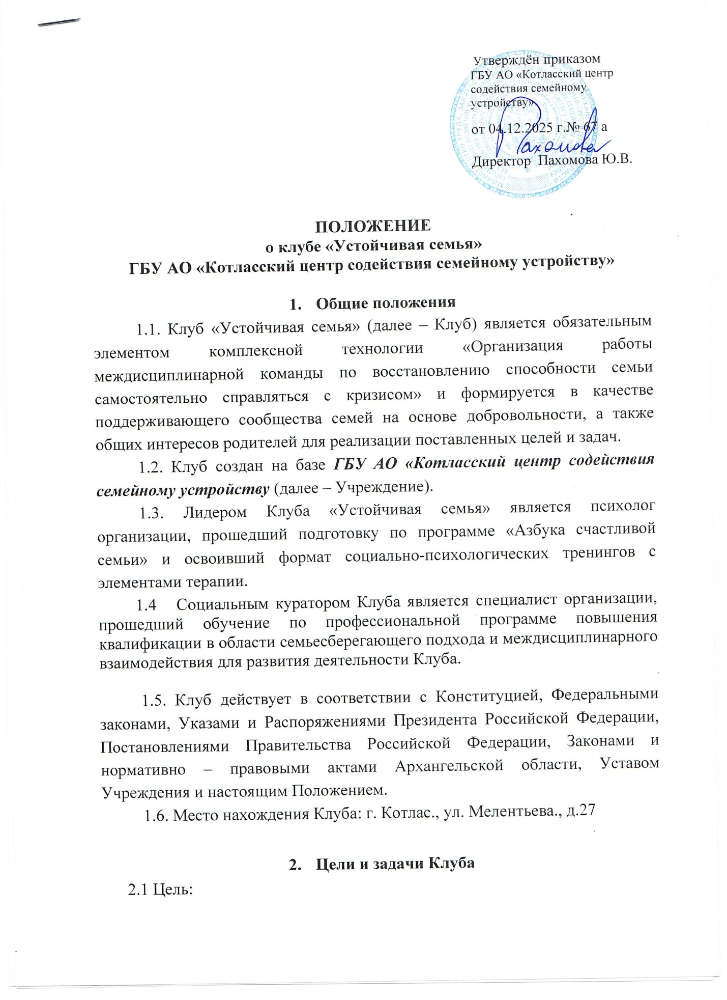 Утверждён приказом
ГБУ АО «Котласский центр
содействия семейному
устройству»
от 04.12.2025 г.№ 67 а
Пахомова
Директор Пахомова Ю.В.
ПОЛОЖЕНИЕ
о клубе «Устойчивая семья»
ГБУ АО «Котласский центр содействия семейному устройству»
1. Общие положения
1.1. Клуб «Устойчивая семья» (далее – Клуб) является обязательным
элементом комплексной технологии «Организация работы
междисциплинарной команды по восстановлению способности семьи
самостоятельно справляться с кризисом» и формируется в качестве
поддерживающего сообщества семей на основе добровольности, а также
общих интересов родителей для реализации поставленных целей и задач.
1.2. Клуб создан на базе ГБУ АО «Котласский центр содействия
семейному устройству (далее – Учреждение).
1.3. Лидером Клуба «Устойчивая семья» является психолог
организации, прошедший подготовку по программе «Азбука счастливой
семьи» и освоивший формат социально-психологических тренингов с
элементами терапии.
1.4 Социальным куратором Клуба является специалист организации,
прошедший обучение по профессиональной программе повышения
квалификации в области семьесберегающего подхода и междисциплинарного
взаимодействия для развития деятельности Клуба.
1.5. Клуб действует в соответствии с Конституцией, Федеральными
законами, Указами и Распоряжениями Президента Российской Федерации,
Постановлениями Правительства Российской Федерации, Законами и
нормативно – правовыми актами Архангельской области, Уставом
Учреждения и настоящим Положением.
1.6. Место нахождения Клуба: г. Котлас., ул. Мелентьева., д.27
2. Цели и задачи Клуба
2.1 Цель: